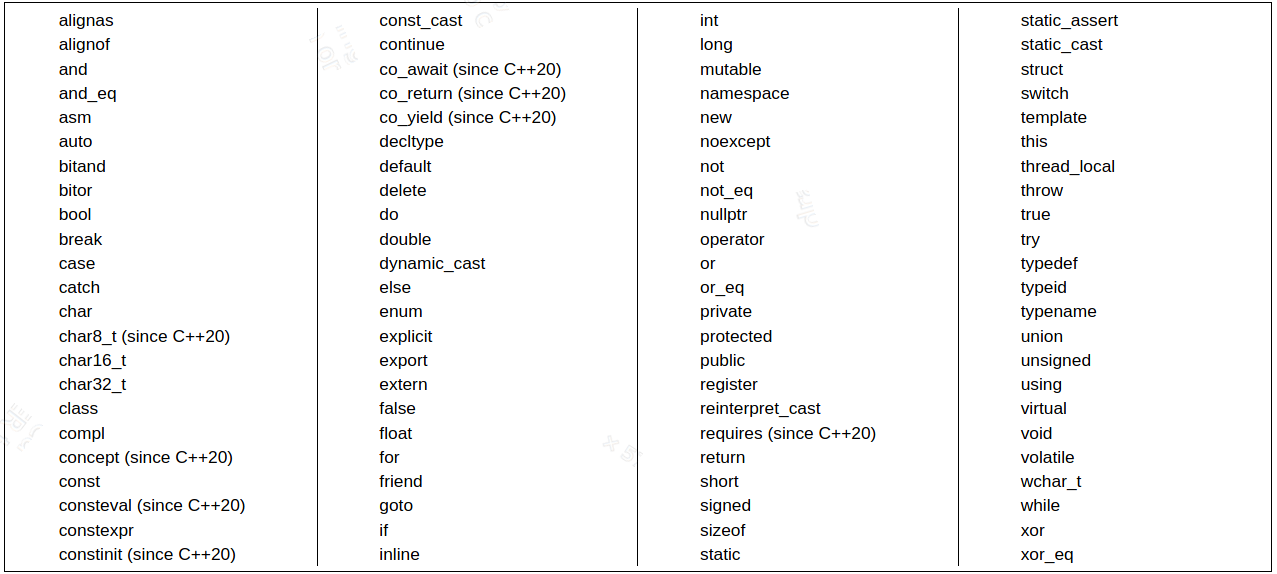 alignas
alignof
and
and_eq
asm
auto
bitand
bitor
bool
break
case
catch
char
char8_t (since C++20)
char16_t
char32_t
class
compl
concept (since C++20)
const
consteval (since C++20)
constexpr
constinit (since C++20)
const_cast
continue
co_await (since C++20)
co_return (since C++20)
co_yield (since C++20)
decltype
default
delete
do
double
dynamic_cast
else
enum
explicit
export
extern
false
float
for
friend
goto
if
inline
int
long
mutable
namespace
new
noexcept
not
not_eq
nullptr
operator
or
or_eq
private
protected
public
register
reinterpret_cast
requires (since C++20)
return
short
signed
sizeof
static
static_assert
static_cast
struct
switch
template
this
thread_local
throw
true
try
typedef
typeid
typename
union
unsigned
using
virtual
void
volatile
wchar_t
while
xor
xor_eq